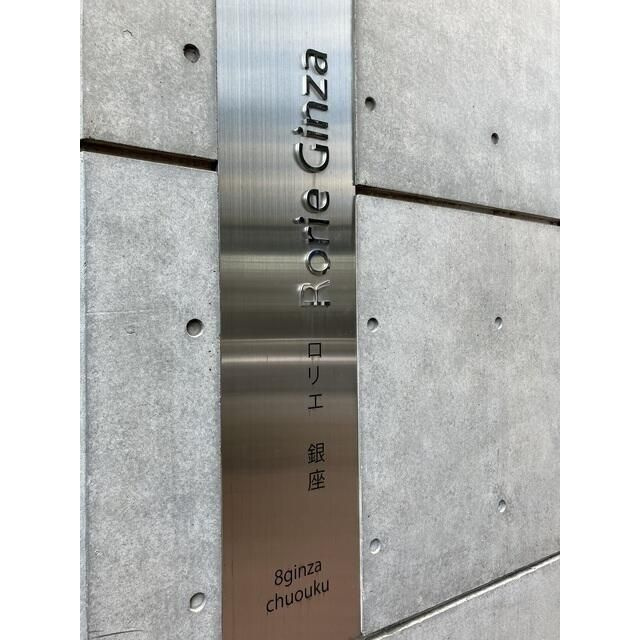 Rorie Ginza
ロリエ 銀座
8ginza
chuouku